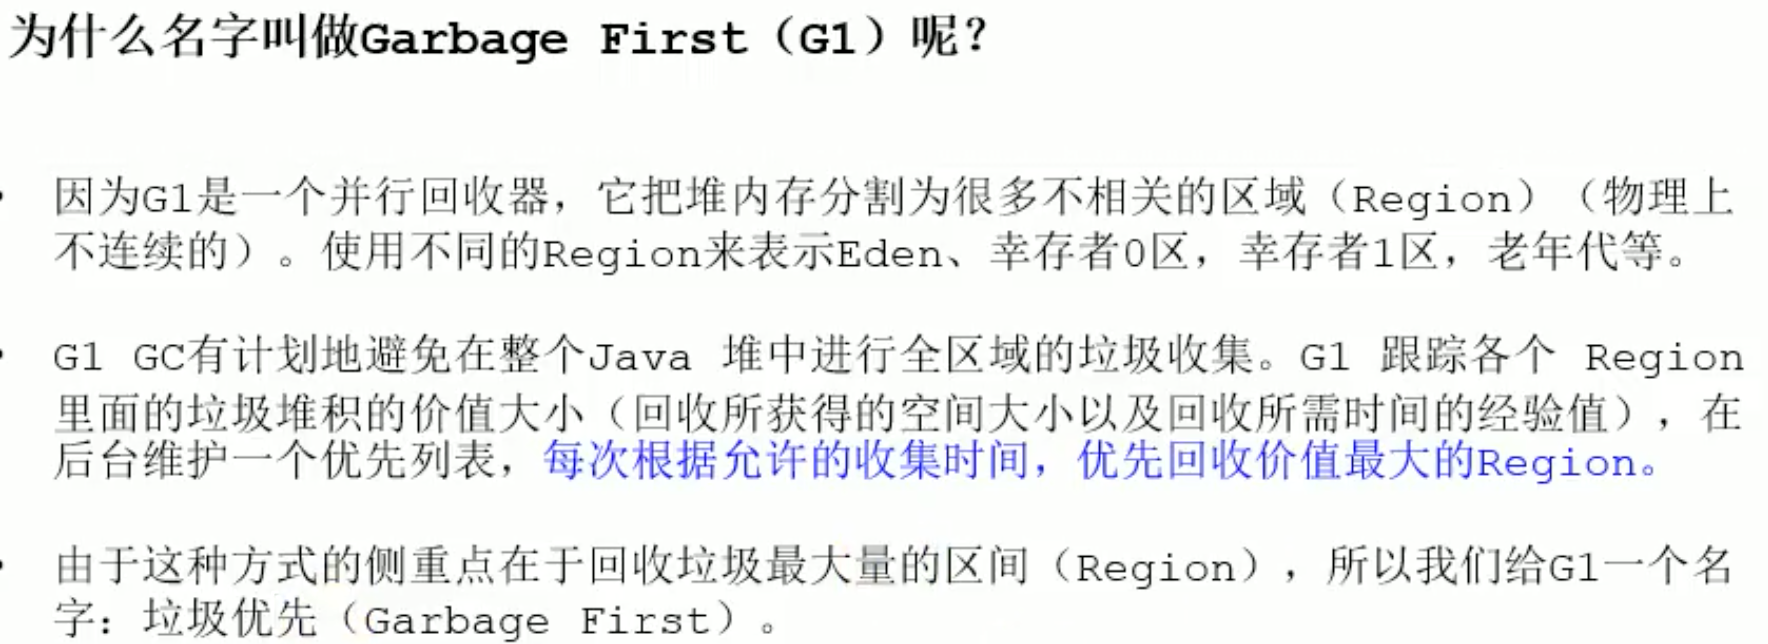 为什么名字叫做Garbage First（G1）呢？
• 因为G1是一个并行回收器，它把堆内存分割为很多不相关的区域（Region）（物理上
不连续的）。使用不同的Region来表示Eden、幸存者0区，幸存者1区，老年代等。
• G1 GC有计划地避免在整个Java 堆中进行全区域的垃圾收集。G1 跟踪各个 Region
里面的垃圾堆积的价值大小（回收所获得的空间大小以及回收所需时间的经验值），在
后台维护一个优先列表，每次根据允许的收集时间，优先回收价值最大的Region。
• 由于这种方式的侧重点在于回收垃圾最大量的区间（Region），所以我们给G1一个名
字：垃圾优先（Garbage First）。